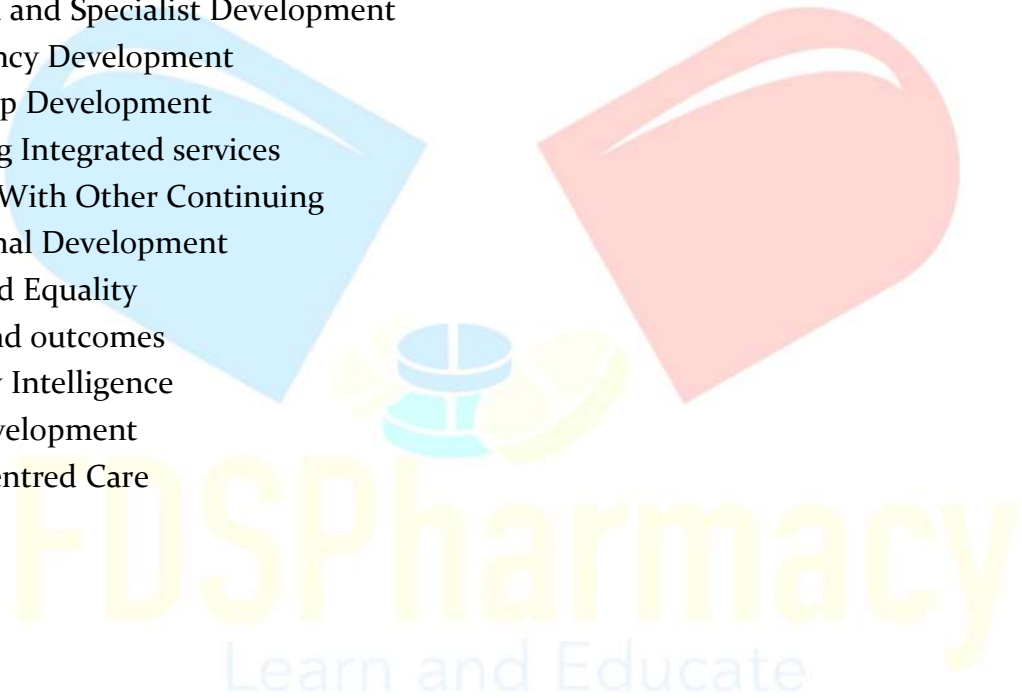 and Specialist Development
ncy Development
p Development
g Integrated services
With Other Continuing
nal Development
d Equality
nd outcomes
Intelligence
velopment
entred Care
FDSPharmacy
Learn and Educate